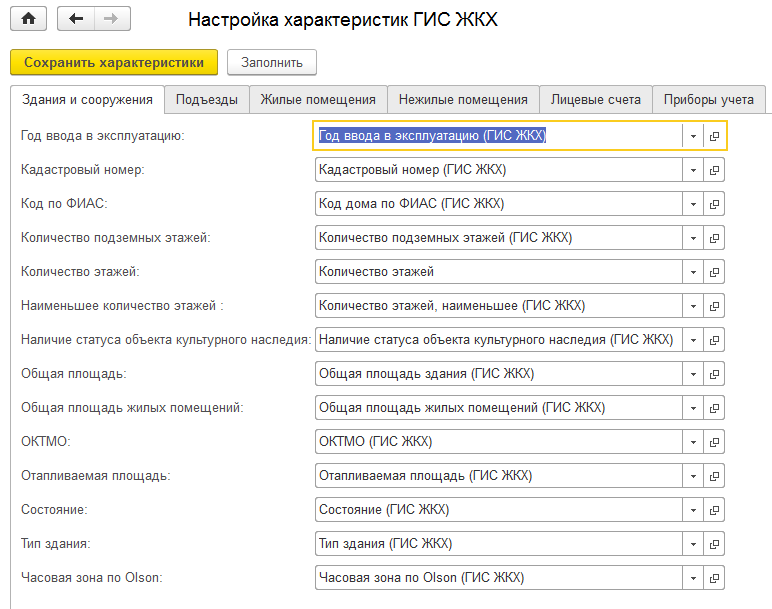 Настройка характеристик ГИС ЖКХ
Сохранить характеристики Заполнить
Здания и сооружения Подъезды Жилые помещения Нежилые помещения Лицевые счета Приборы учета
Год ввода в эксплуатацию: Год ввода в эксплуатацию (ГИС ЖКХ)
Кадастровый номер: Кадастровый номер (ГИС ЖКХ)
Код по ФИАС: Код дома по ФИАС (ГИС ЖКХ)
Количество подземных этажей: Количество подземных этажей (ГИС ЖКХ)
Количество этажей: Количество этажей
Наименьшее количество этажей : Количество этажей, наименьшее (ГИС ЖКХ)
Наличие статуса объекта культурного наследия: Наличие статуса объекта культурного наследия (ГИС ЖКХ)
Общая площадь: Общая площадь здания (ГИС ЖКХ)
Общая площадь жилых помещений: Общая площадь жилых помещений (ГИС ЖКХ)
ОКТМО: ОКТМО (ГИС ЖКХ)
Отапливаемая площадь: Отапливаемая площадь (ГИС ЖКХ)
Состояние: Состояние (ГИС ЖКХ)
Тип здания: Тип здания (ГИС ЖКХ)
Часовая зона по Olson: Часовая зона по Olson (ГИС ЖКХ)